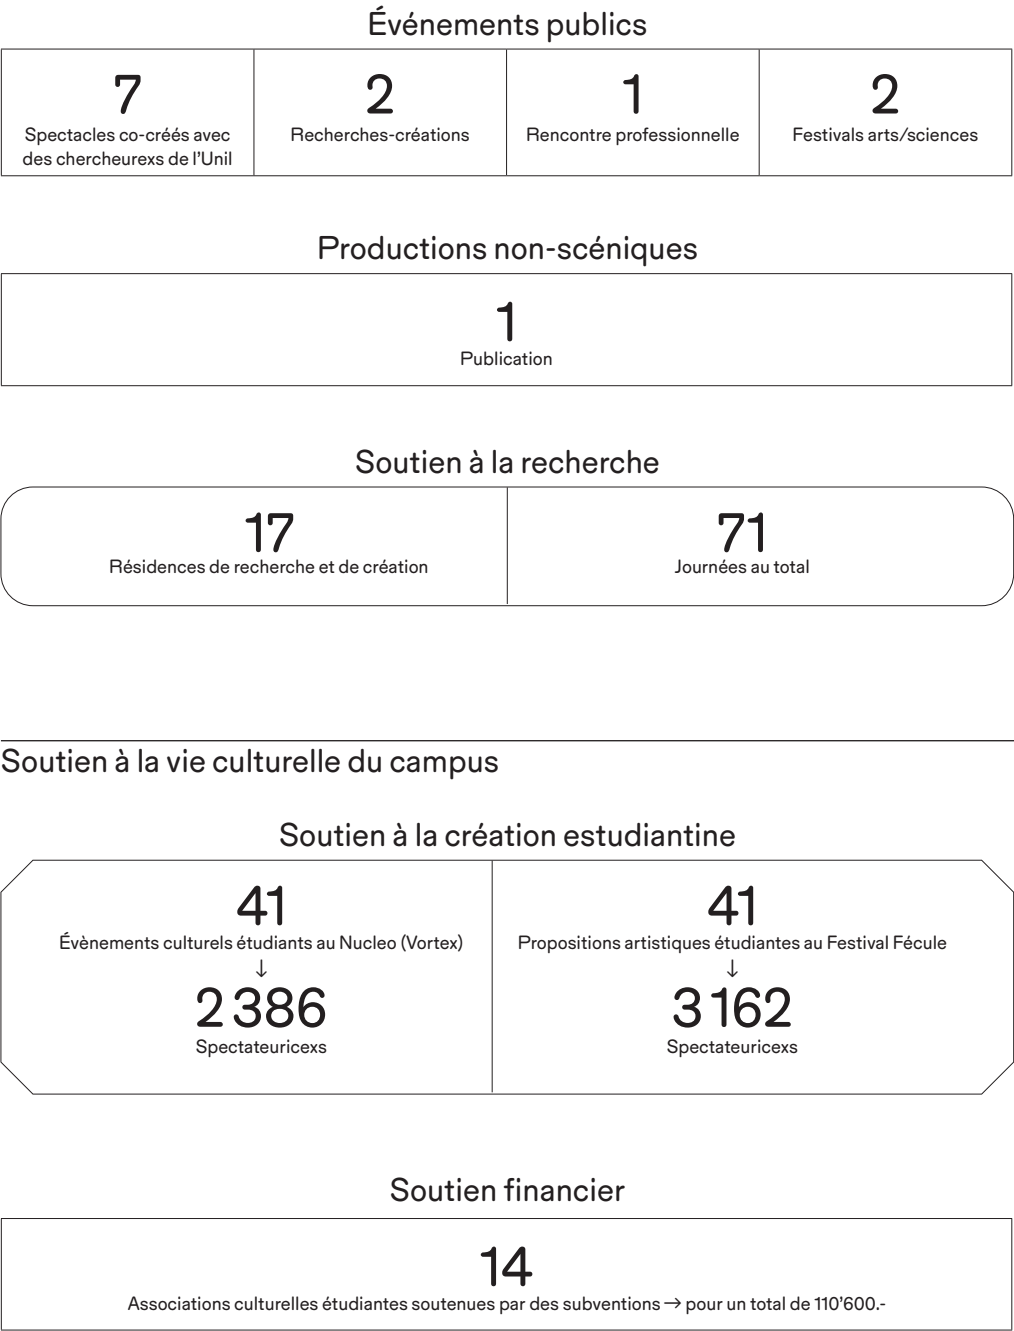 Événements publics
7
Spectacles co-créés avec
des chercheurexs de l'Unil
2
Recherches-créations
1
Rencontre professionnelle
2
Festivals arts/sciences
Productions non-scéniques
1
Publication
Soutien à la recherche
17
Résidences de recherche et de création
71
Journées au total
Soutien à la vie culturelle du campus
Soutien à la création estudiantine
41
Évènements culturels étudiants au Nucleo (Vortex)
↓
2 386
Spectateuricexs
41
Propositions artistiques étudiantes au Festival Fécule
↓
3 162
Spectateuricexs
Soutien financier
14
Associations culturelles étudiantes soutenues par des subventions → pour un total de 110'600.-